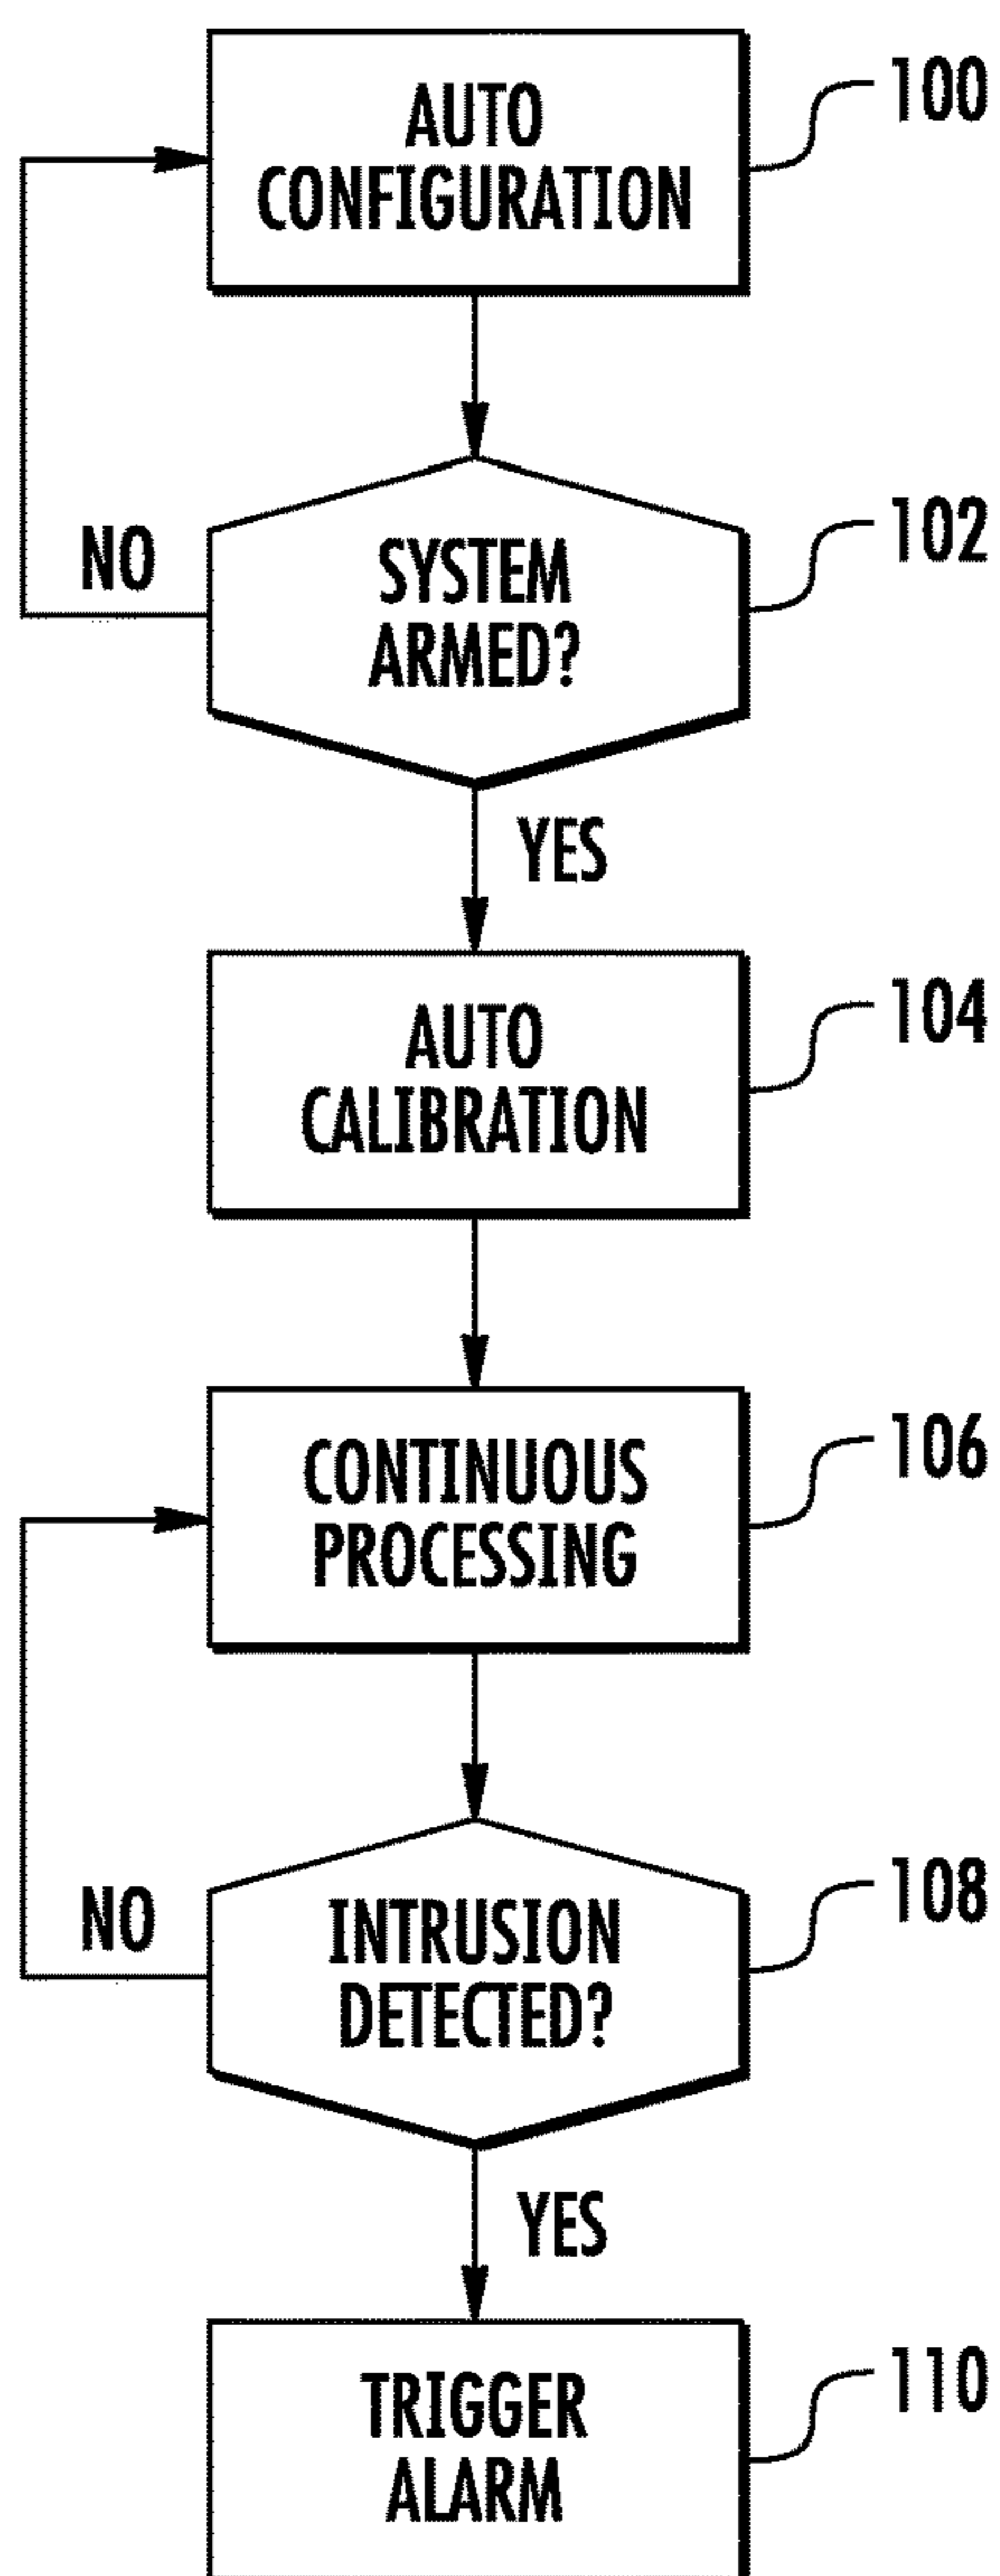 AUTO
CONFIGURATION
100
SYSTEM
ARMED?
102
NO
YES
AUTO
CALIBRATION
104
CONTINUOUS
PROCESSING
106
INTRUSION
DETECTED?
108
NO
YES
TRIGGER
ALARM
110